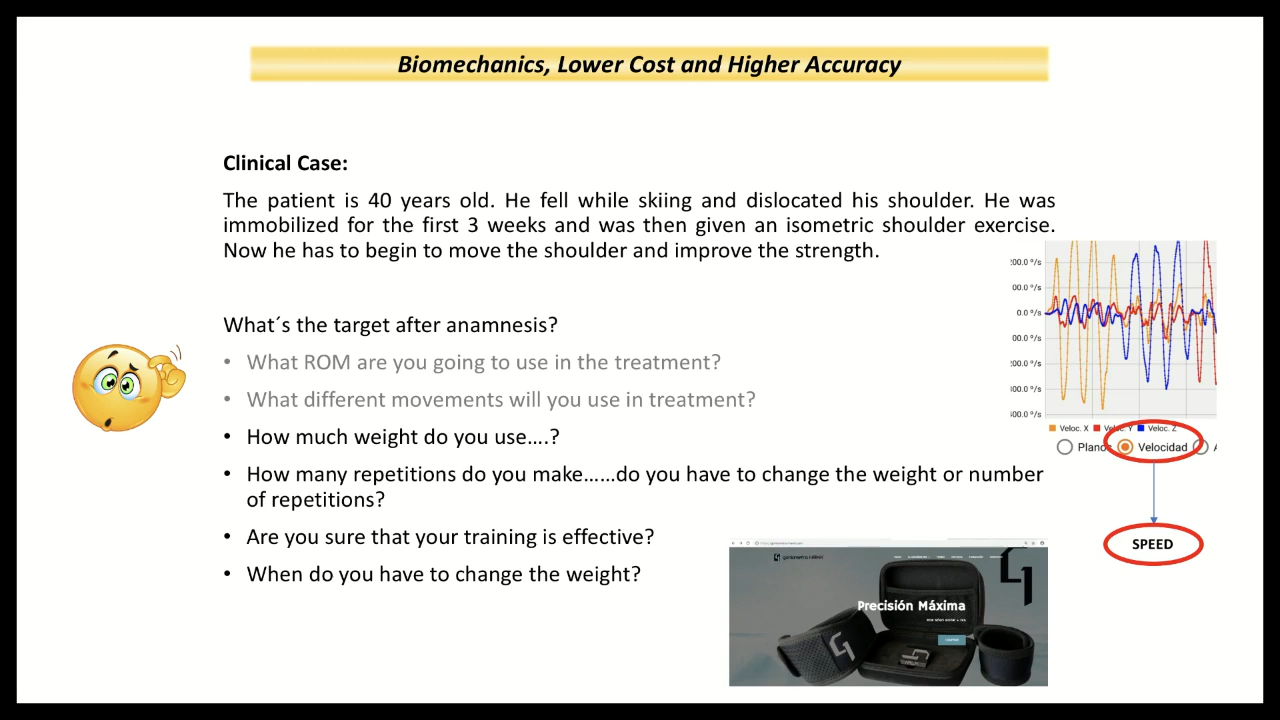 Biomechanics, Lower Cost and Higher Accuracy
Clinical Case:
The patient is 40 years old. He fell while skiing and dislocated his shoulder. He was
immobilized for the first 3 weeks and was then given an isometric shoulder exercise.
Now he has to begin to move the shoulder and improve the strength.
What´s the target after anamnesis?
• What ROM are you going to use in the treatment?
• What different movements will you use in treatment?
• How much weight do you use….?
• How many repetitions do you make……do you have to change the weight or number
of repetitions?
• Are you sure that your training is effective?
• When do you have to change the weight?
200.0 °/s
00.0 °/s
0.0 °/s
00.0 °/s
200.0 °/s
300.0 °/s
400.0 °/s
Veloc. X Veloc. Y Veloc. Z
Planos Velocidad A
SPEED
Precisión Máxima